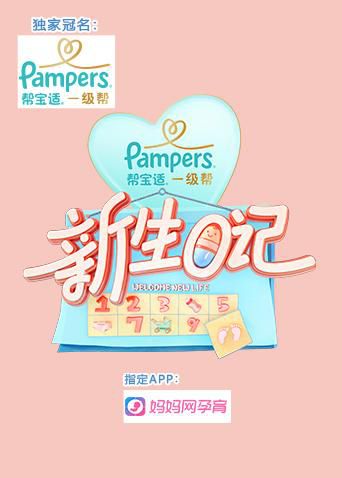 独家冠名：
Pampers
帮宝适 一级帮
Pampers
帮宝适 一级帮
新生日记
WELCOME NEW LIFE
1 2 3 5
7 9
指定APP：
妈妈网孕育